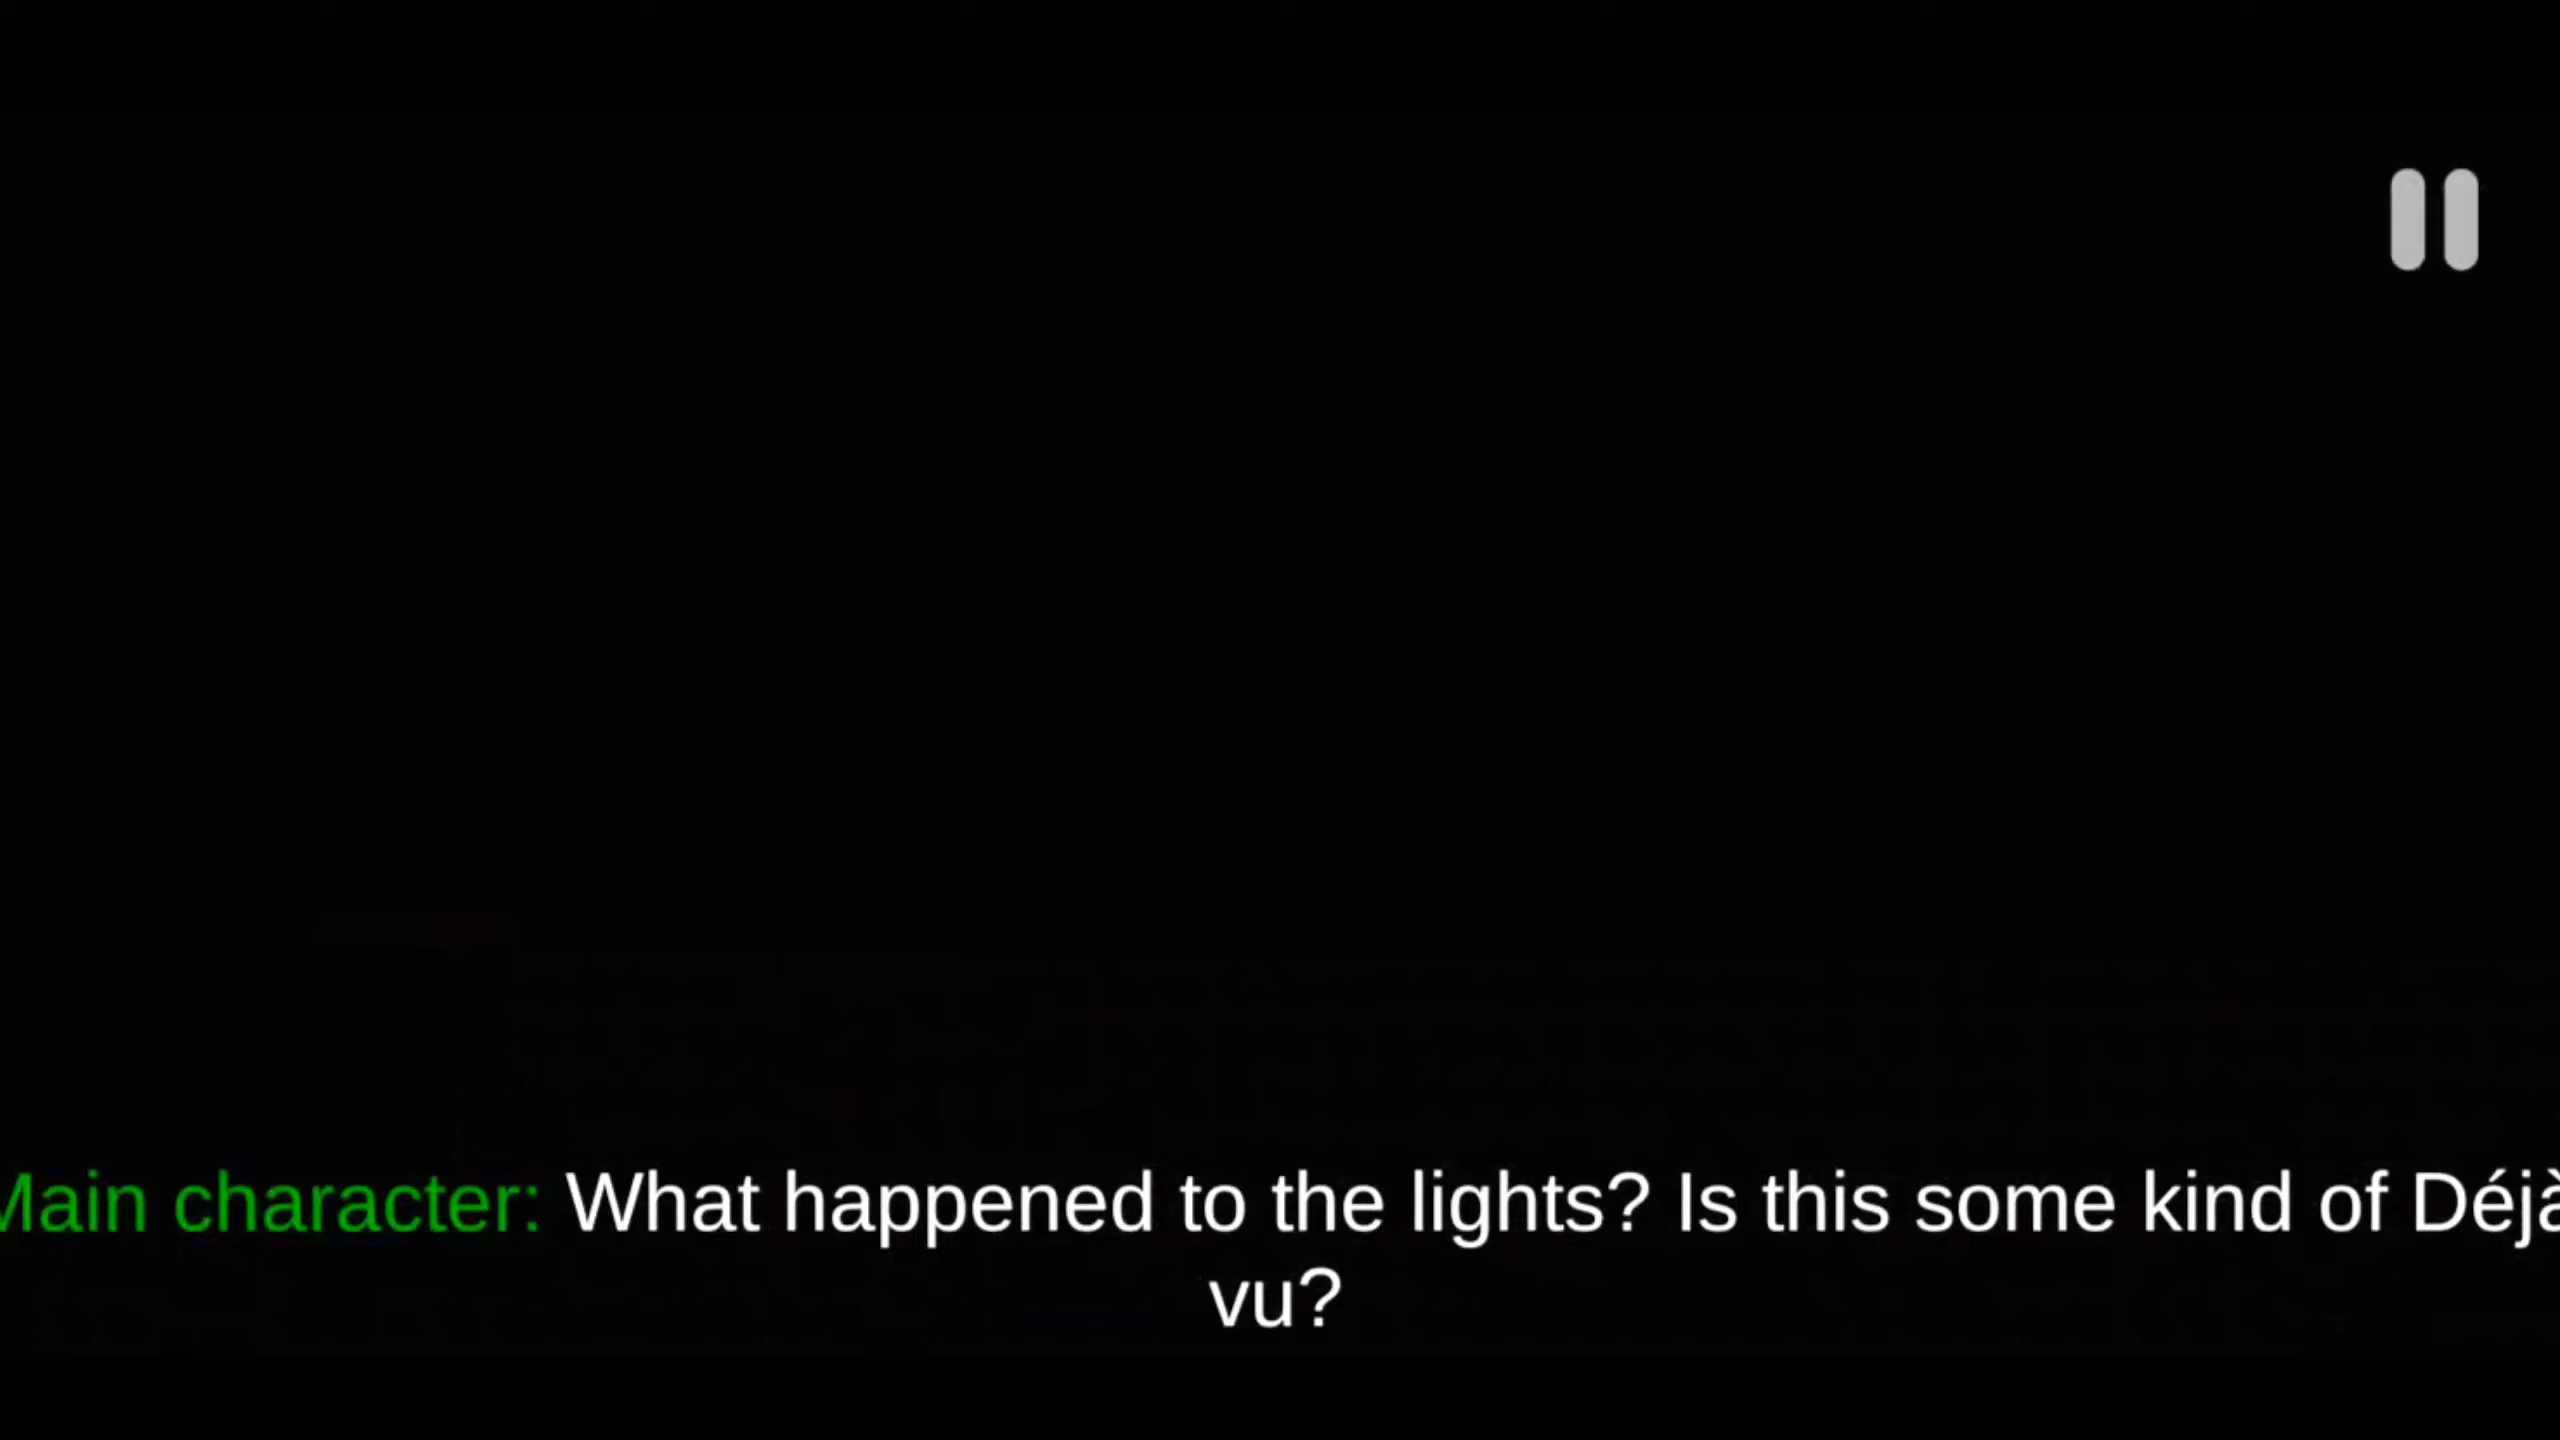 Main character: What happened to the lights? Is this some kind of Déjà
vu?